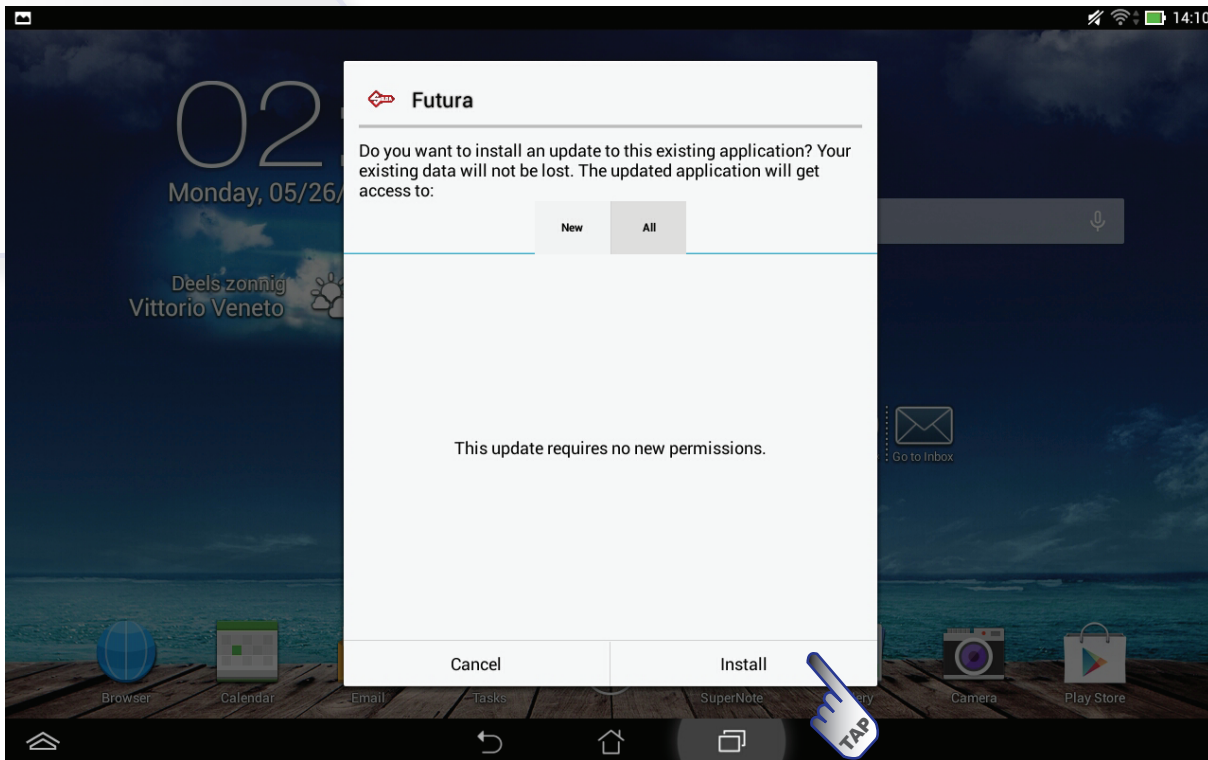 14:10
02:
Monday, 05/26/
Deels zonnig
Vittorio Veneto
Futura
Do you want to install an update to this existing application? Your
existing data will not be lost. The updated application will get
access to:
New All
This update requires no new permissions.
Go to Inbox
Cancel Install
Browser Calendar Email Tasks SuperNote Camera Play Store
TAP